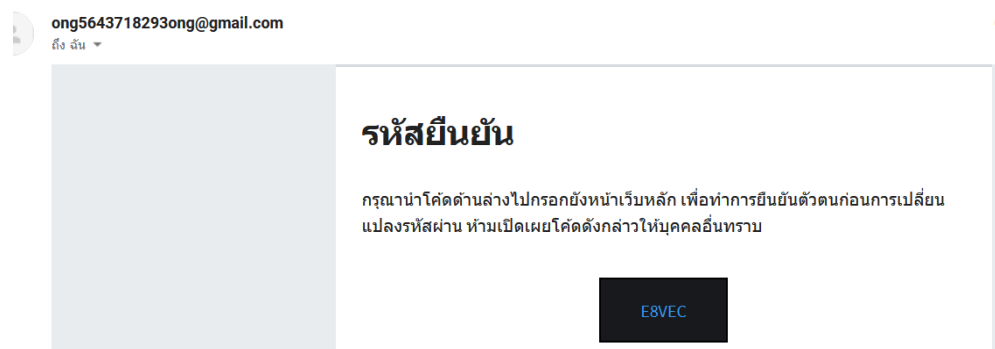 ong5643718293ong@gmail.com
ถึง ฉัน
รหัสยืนยัน
กรุณานำโค้ดด้านล่างไปกรอกยังหน้าเว็บหลัก เพื่อทำการยืนยันตัวตนก่อนการเปลี่ยน
แปลงรหัสผ่าน ห้ามเปิดเผยโค้ดดังกล่าวให้บุคคลอื่นทราบ
E8VEC